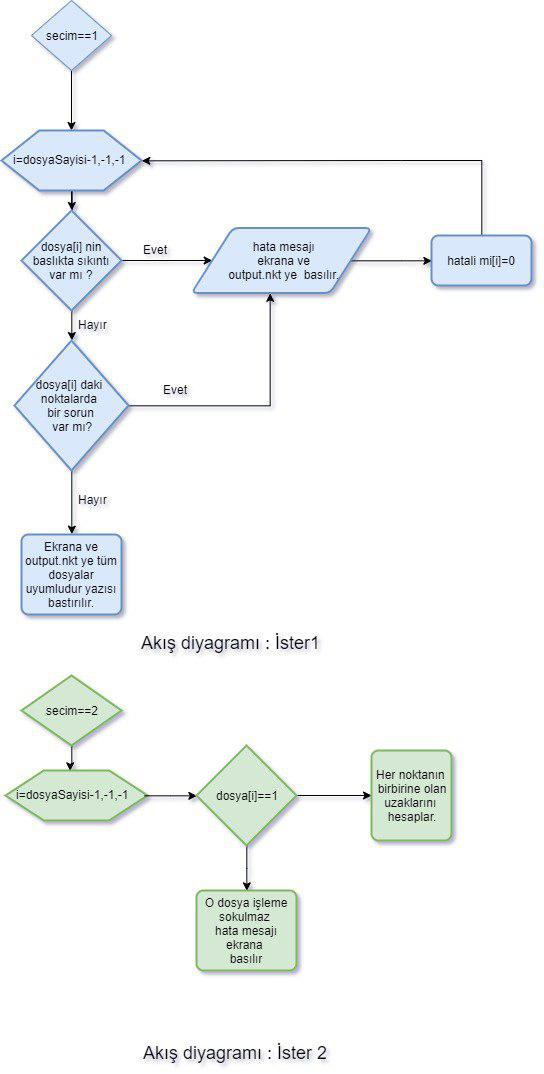 secim==1
i=dosyaSayisi-1,-1,-1
dosya[i] nin
baslıkta sıkıntı
var mı ?
Evet
hata mesajı
ekrana ve
output.nkt ye basılır.
hatali mi[i]=0
Hayır
dosya[i] daki
noktalarda
bir sorun
var mı?
Evet
Hayır
Ekrana ve
output.nkt ye tüm
dosyalar
uyumludur yazısı
bastırılır.
Akış diyagramı : İster1
secim==2
i=dosyaSayisi-1,-1,-1
dosya[i]==1
Her noktanın
birbirine olan
uzaklarını
hesaplar.
O dosya işleme
sokulmaz
hata mesajı
ekrana
basılır
Akış diyagramı : İster 2